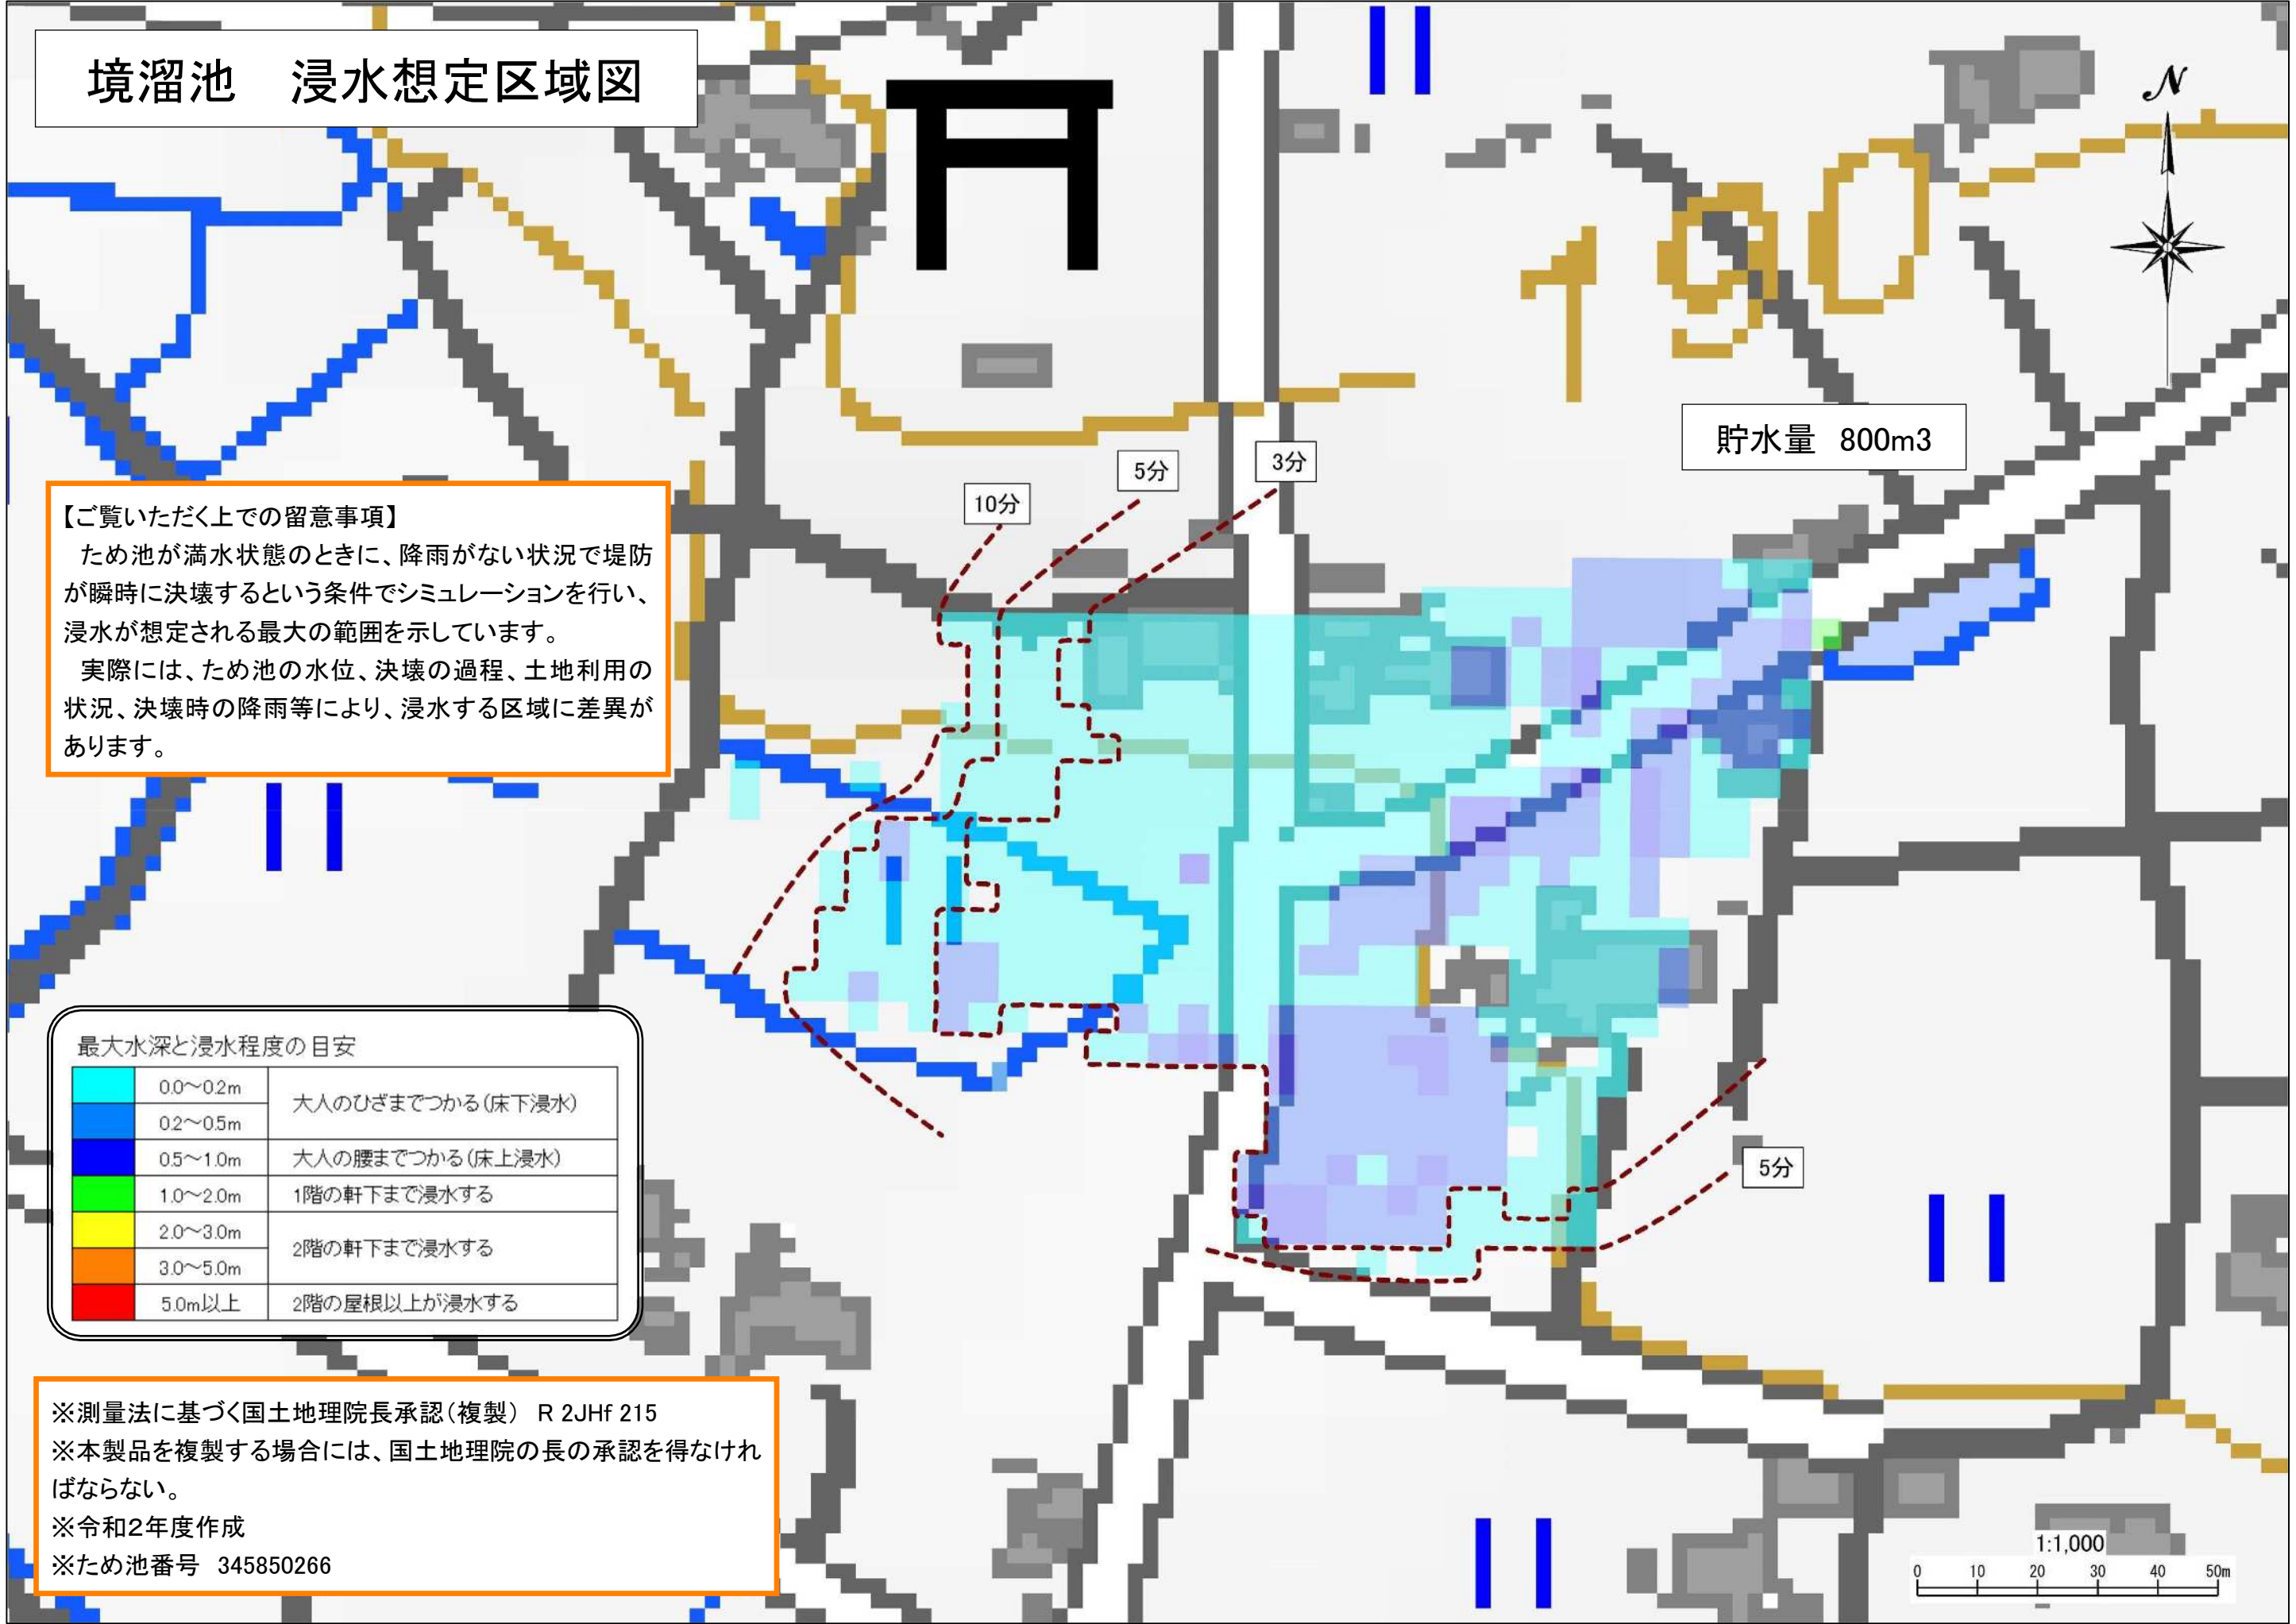 境溜池　浸水想定区域図
N
190
貯水量　800m3
3分
5分
10分
【ご覧いただく上での留意事項】
　ため池が満水状態のときに、降雨がない状況で堤防
が瞬時に決壊するという条件でシミュレーションを行い、
浸水が想定される最大の範囲を示しています。
　実際には、ため池の水位、決壊の過程、土地利用の
状況、決壊時の降雨等により、浸水する区域に差異が
あります。
最大水深と浸水程度の目安
0.0～0.2m
大人のひざまでつかる(床下浸水)
0.2～0.5m
0.5～1.0m
大人の腰までつかる(床上浸水)
1.0～2.0m
1階の軒下まで浸水する
2.0～3.0m
2階の軒下まで浸水する
3.0～5.0m
5.0m以上
2階の屋根以上が浸水する
5分
※測量法に基づく国土地理院長承認(複製)　R 2JHf 215
※本製品を複製する場合には、国土地理院の長の承認を得なけれ
ばならない。
※令和2年度作成
※ため池番号　345850266
1:1,000
0 10 20 30 40 50m